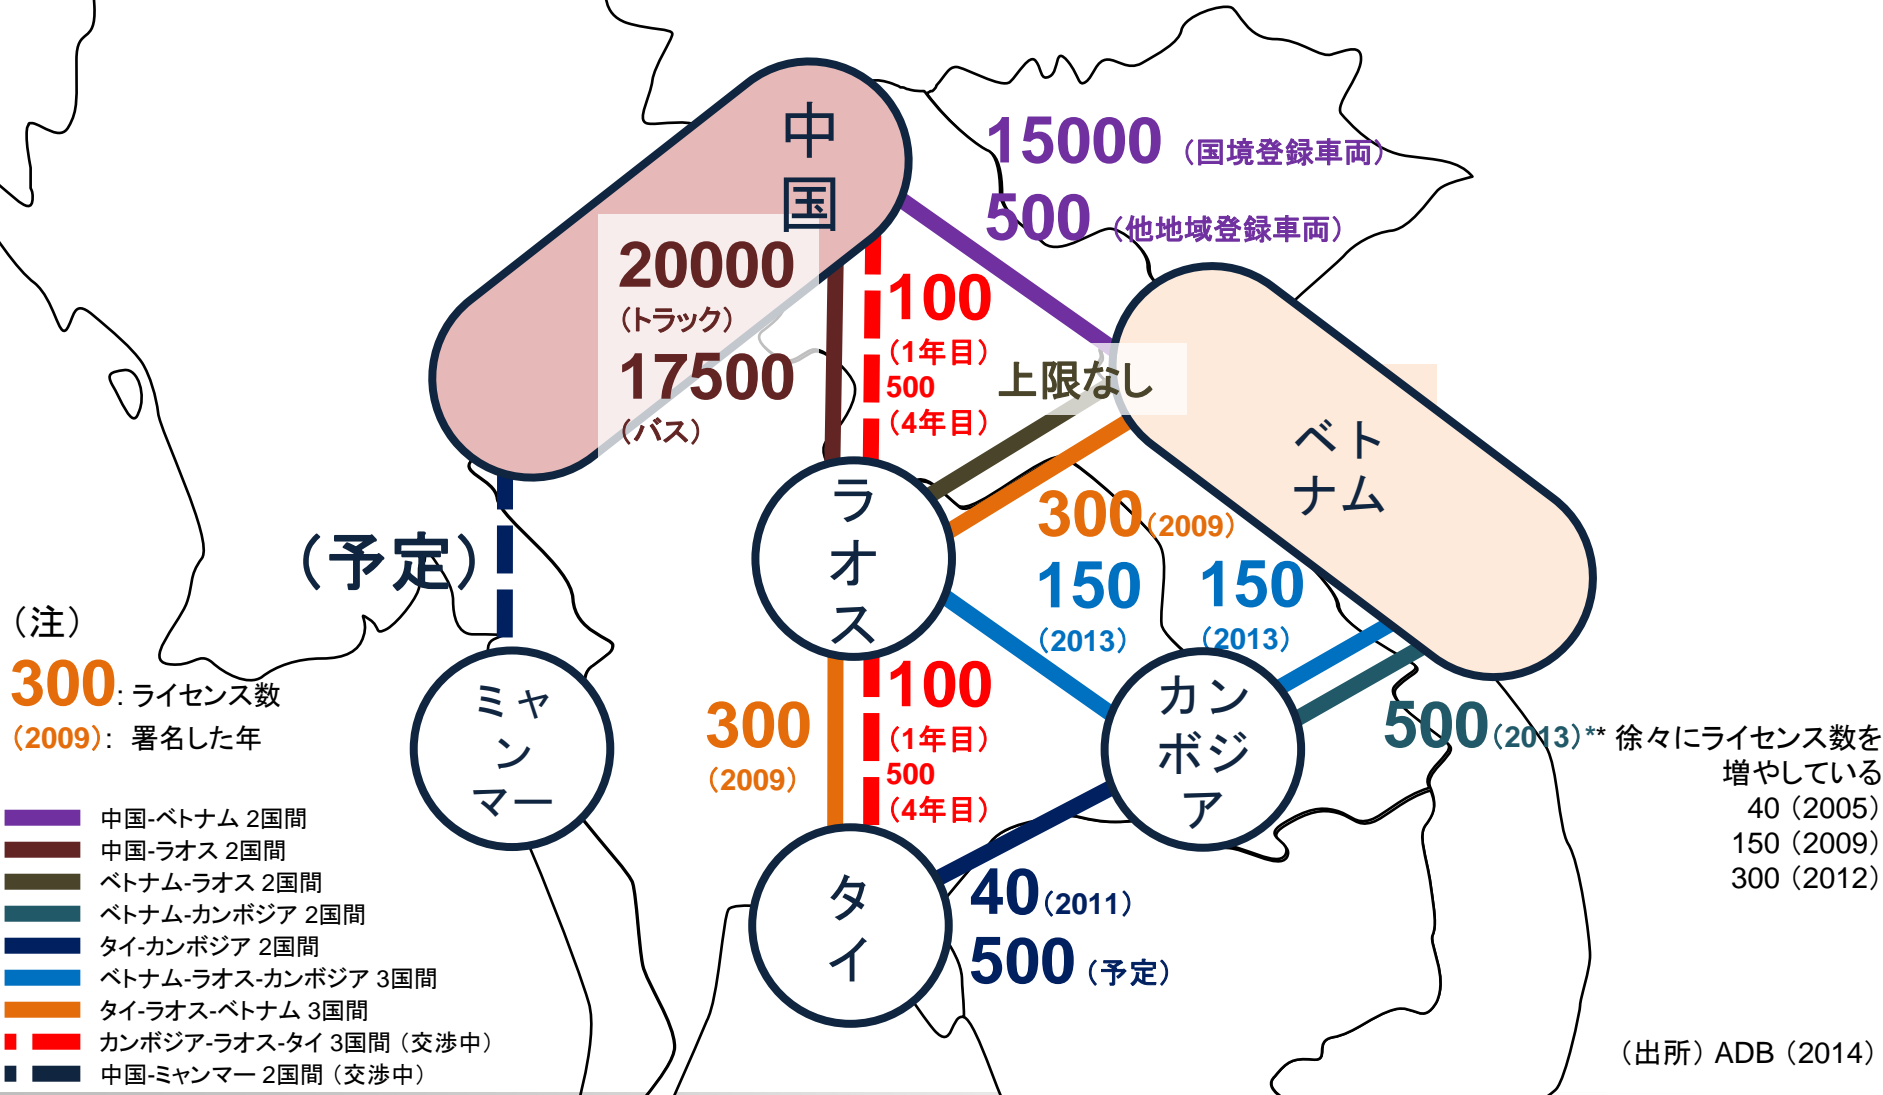 中
国
15000（国境登録車両）
500（他地域登録車両）
20000
（トラック）
17500
（バス）
100
（1年目）
500
（4年目）
上限なし
ベト
ナム
ラ
オ
ス
300（2009）
150
（2013）
150
（2013）
（予定）
（注）
300: ライセンス数
（2009）: 署名した年
ミャ
ン
マー
カン
ボジ
ア
300
（2009）
100
（1年目）
500
（4年目）
500（2013）** 徐々にライセンス数を
増やしている
40（2005）
150（2009）
300（2012）
タ
イ
40（2011）
500（予定）
中国-ベトナム 2国間
中国-ラオス 2国間
ベトナム-ラオス 2国間
ベトナム-カンボジア 2国間
タイ-カンボジア 2国間
ベトナム-ラオス-カンボジア 3国間
タイ-ラオス-ベトナム 3国間
カンボジア-ラオス-タイ 3国間（交渉中）
中国-ミャンマー 2国間（交渉中）
（出所）ADB（2014）